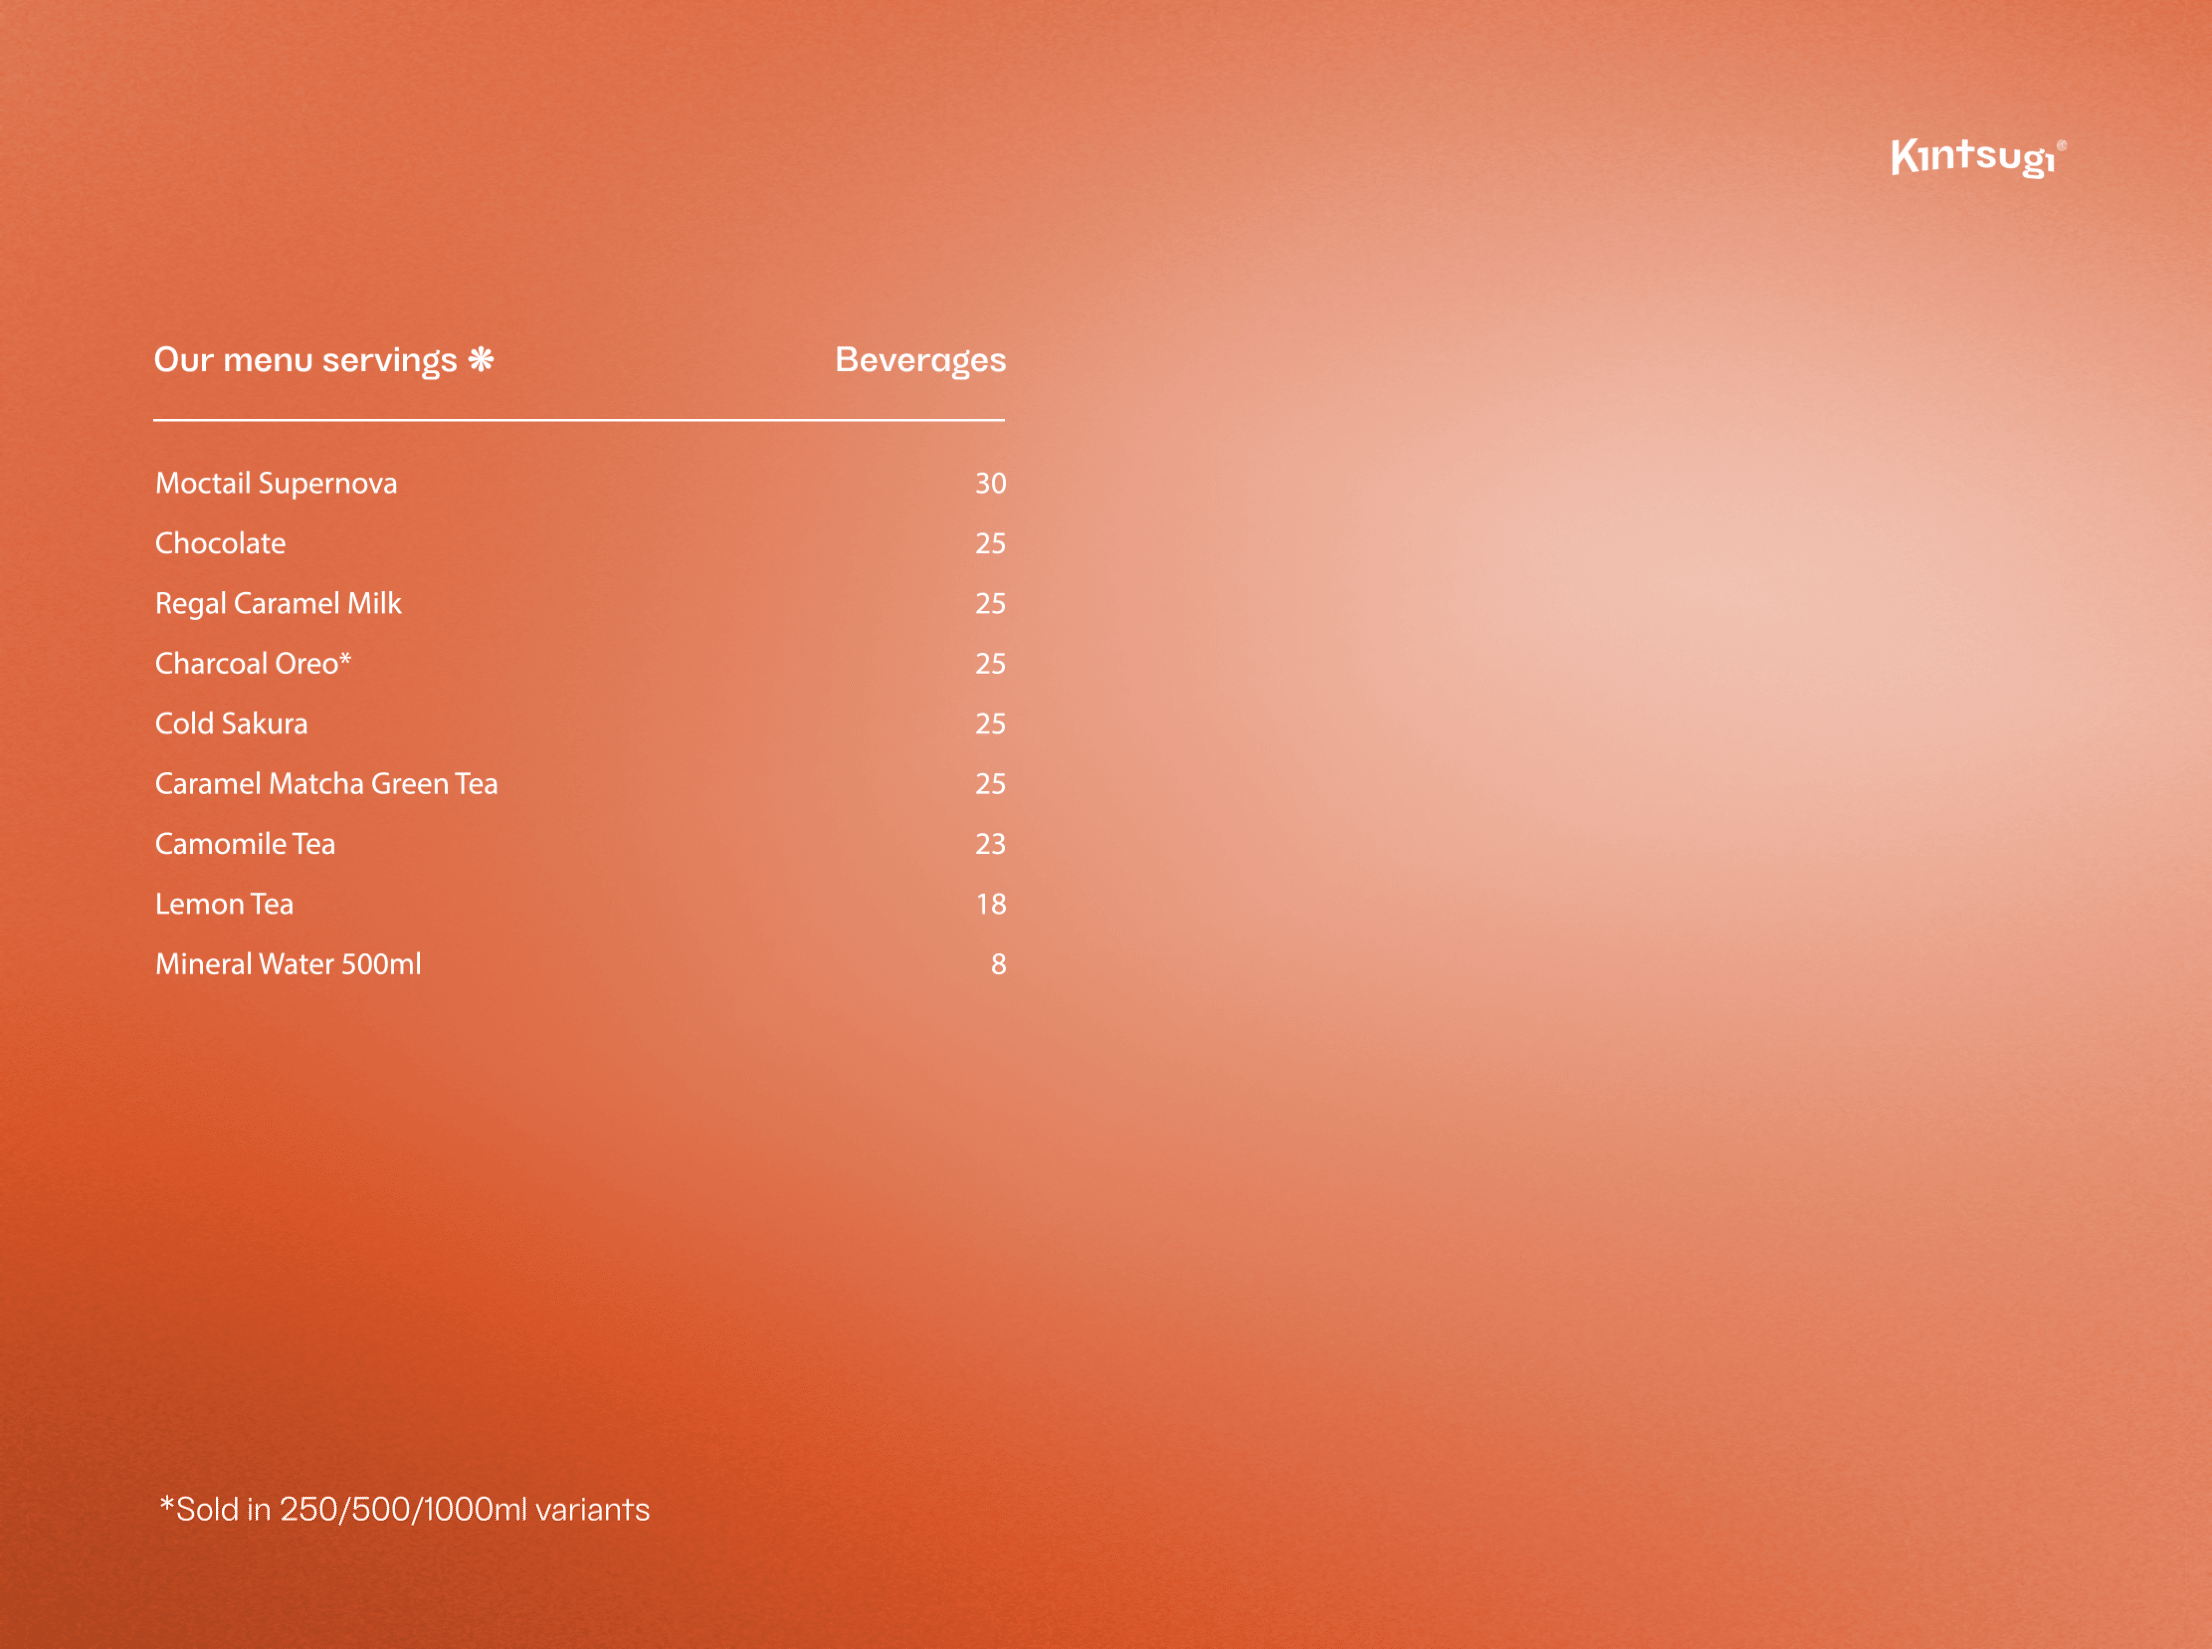 Kintsugi®
Our menu servings ❋ Beverages
Moctail Supernova 30
Chocolate 25
Regal Caramel Milk 25
Charcoal Oreo* 25
Cold Sakura 25
Caramel Matcha Green Tea 25
Camomile Tea 23
Lemon Tea 18
Mineral Water 500ml 8
*Sold in 250/500/1000ml variants